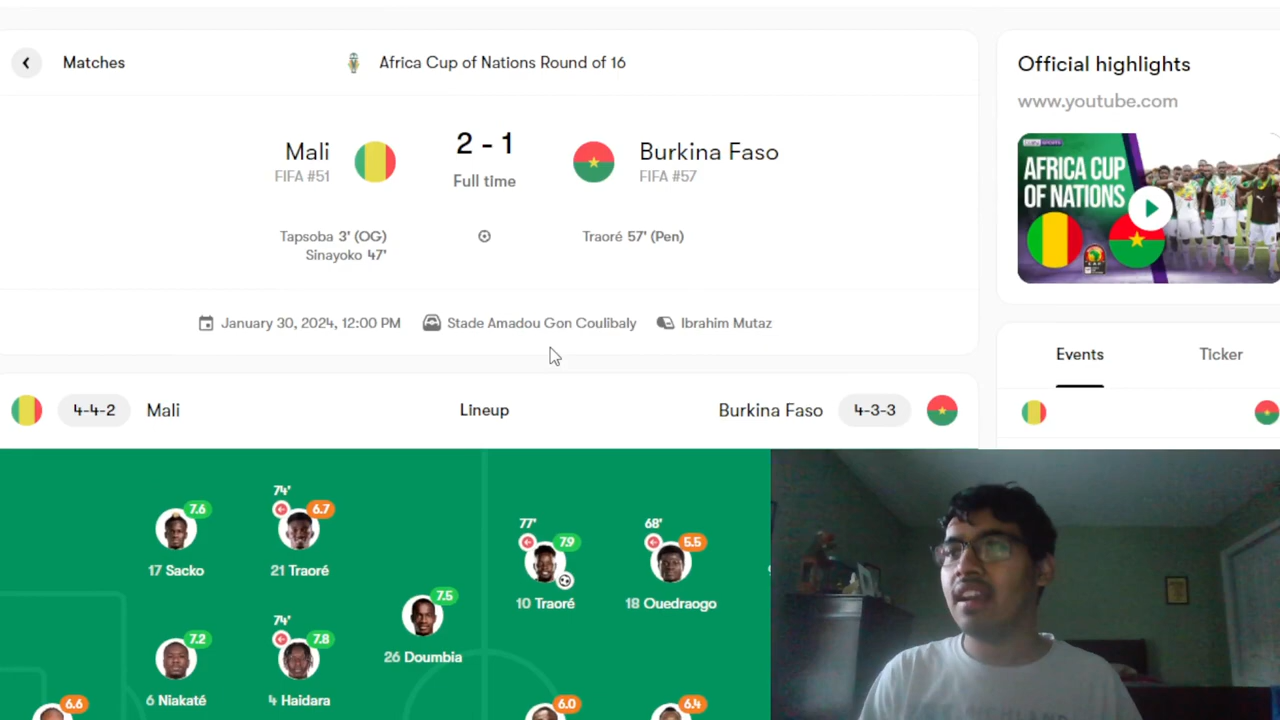 Matches
Africa Cup of Nations Round of 16
Official highlights
www.youtube.com
Mali
FIFA #51
2 - 1
Full time
Burkina Faso
FIFA #57
Tapsoba 3' (OG)
Sinayoko 47'
Traoré 57' (Pen)
AFRICA CUP
OF NATIONS
January 30, 2024, 12:00 PM
Stade Amadou Gon Coulibaly
Ibrahim Mutaz
Events
Ticker
4-4-2
Mali
Lineup
Burkina Faso
4-3-3
7.6
17 Sacko
74'
6.7
21 Traoré
77'
7.9
10 Traoré
68'
5.5
18 Ouedraogo
7.5
26 Doumbia
7.2
6 Niakaté
74'
7.8
4 Haidara
6.6
6.0
6.4